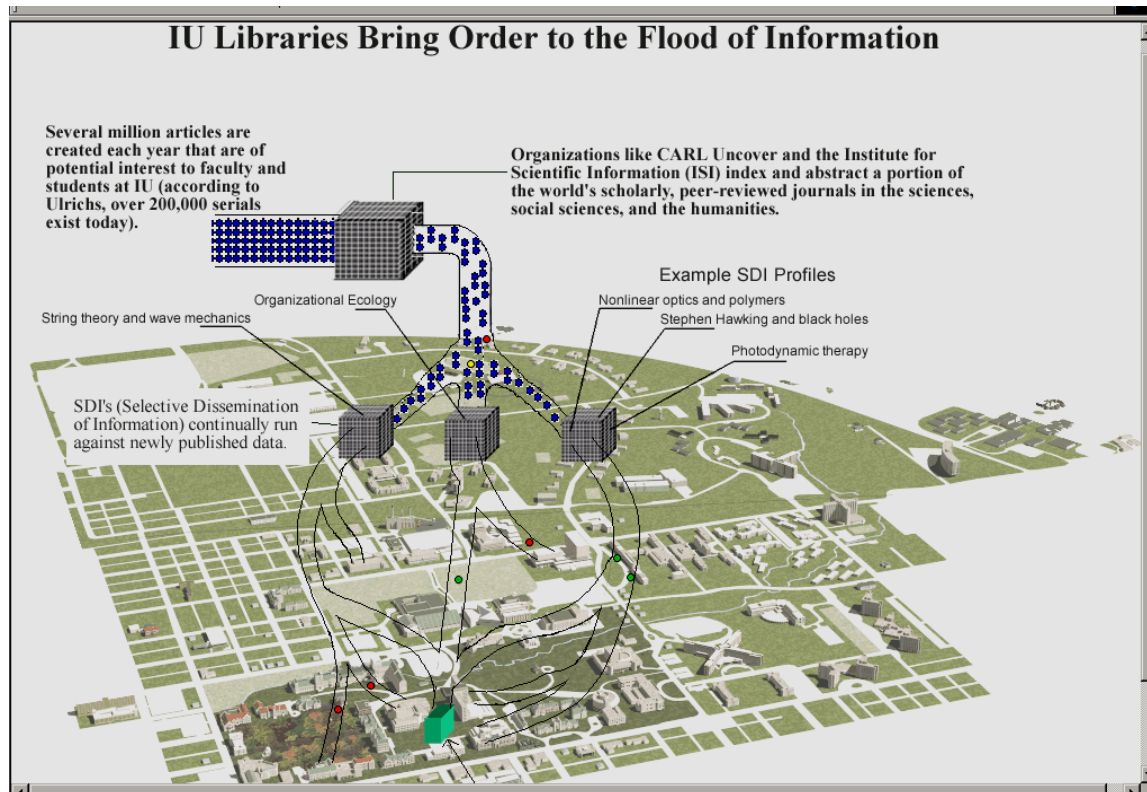 IU Libraries Bring Order to the Flood of Information
Several million articles are
created each year that are of
potential interest to faculty and
students at IU (according to
Ulrichs, over 200,000 serials
exist today).
Organizations like CARL Uncover and the Institute for
Scientific Information (ISI) index and abstract a portion of
the world's scholarly, peer-reviewed journals in the sciences,
social sciences, and the humanities.
Example SDI Profiles
Organizational Ecology
Nonlinear optics and polymers
String theory and wave mechanics
Stephen Hawking and black holes
Photodynamic therapy
SDI's (Selective Dissemination
of Information) continually run
against newly published data.